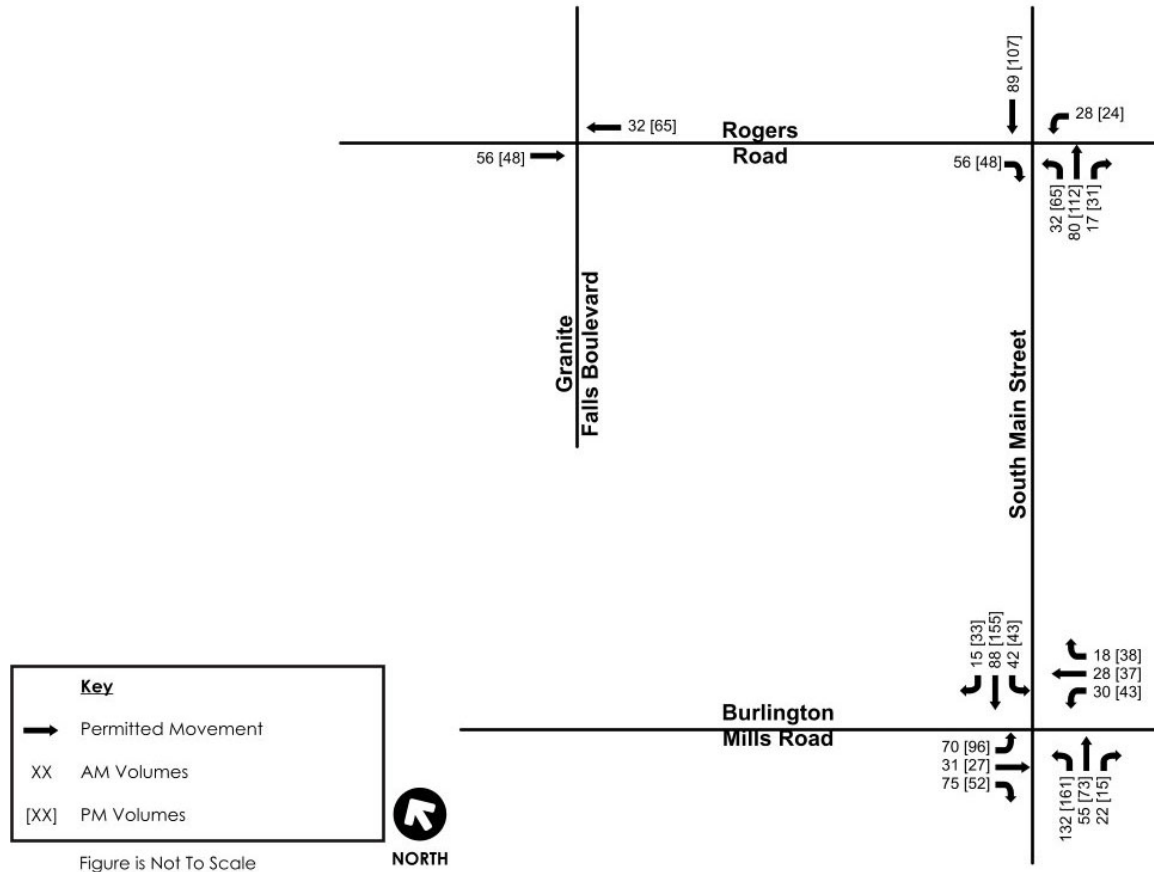 89 [107]
28 [24]
32 [65]
Rogers
Road
56 [48]
56 [48]
32 [65]
80 [112]
17 [31]
Granite
Falls Boulevard
South Main Street
15 [33]
88 [155]
42 [43]
18 [38]
28 [37]
30 [43]
Burlington
Mills Road
70 [96]
31 [27]
75 [52]
132 [161]
55 [73]
22 [15]
Key
Permitted Movement
XX AM Volumes
[XX] PM Volumes
Figure is Not To Scale
NORTH